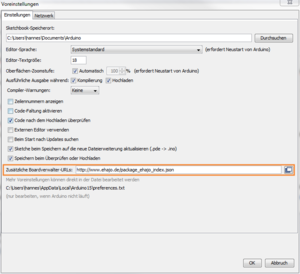 Voreinstellungen
Einstellungen Netzwerk
Sketchbook-Speicherort:
C:\Users\hannes\Documents\Arduino Durchsuchen
Editor-Sprache: Systemstandard (erfordert Neustart von Arduino)
Editor-Textgröße: 18
Oberflächen-Zoomstufe: Automatisch 100 % (erfordert Neustart von Arduino)
Ausführliche Ausgabe während: Kompilierung Hochladen
Compiler-Warnungen: Keine
Zeilennummern anzeigen
Code-Faltung aktivieren
Code nach dem Hochladen überprüfen
Externen Editor verwenden
Beim Start nach Updates suchen
Sketche beim Speichern auf die neue Dateierweiterung aktualisieren (.pde -> .ino)
Speichern beim Überprüfen oder Hochladen
Zusätzliche Boardverwalter-URLs: http://www.ehajo.de/package_ehajo_index.json
Mehr Voreinstellungen können direkt in der Datei bearbeitet werden
C:\Users\hannes\AppData\Local\Arduino15\preferences.txt
(nur bearbeiten, wenn Arduino nicht läuft)
OK Abbruch